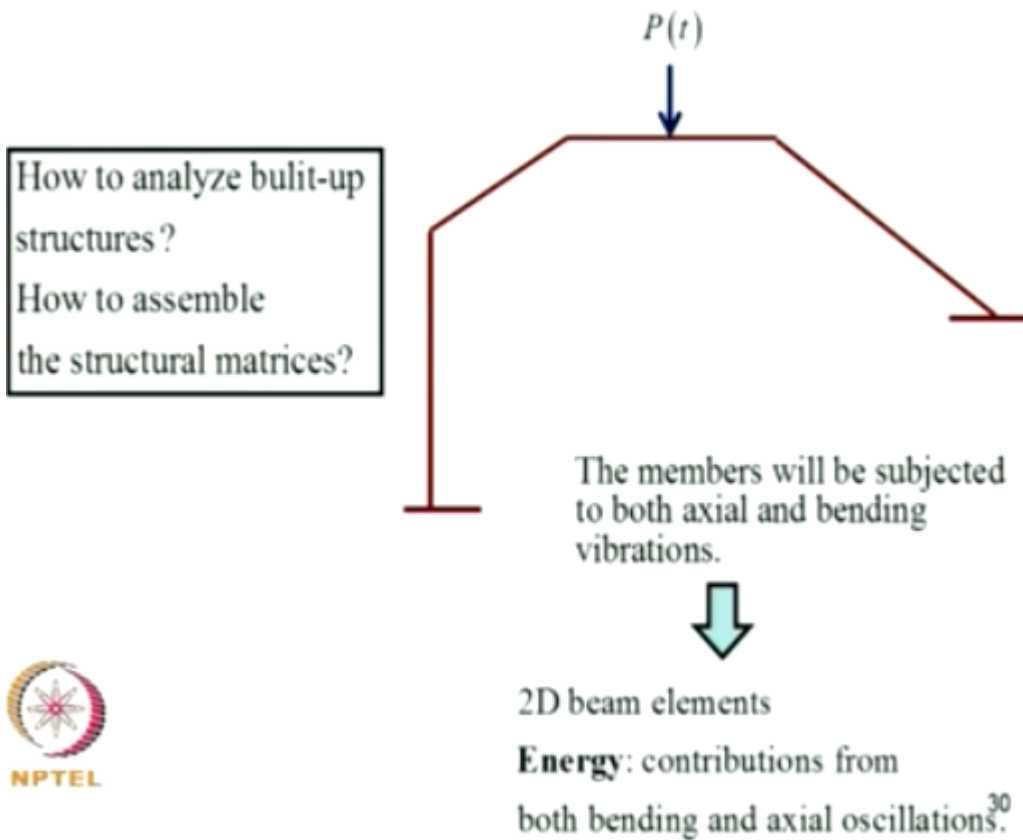 P(t)
How to analyze bulit-up
structures?
How to assemble
the structural matrices?
The members will be subjected
to both axial and bending
vibrations.
2D beam elements
Energy: contributions from
both bending and axial oscillations.
30
NPTEL